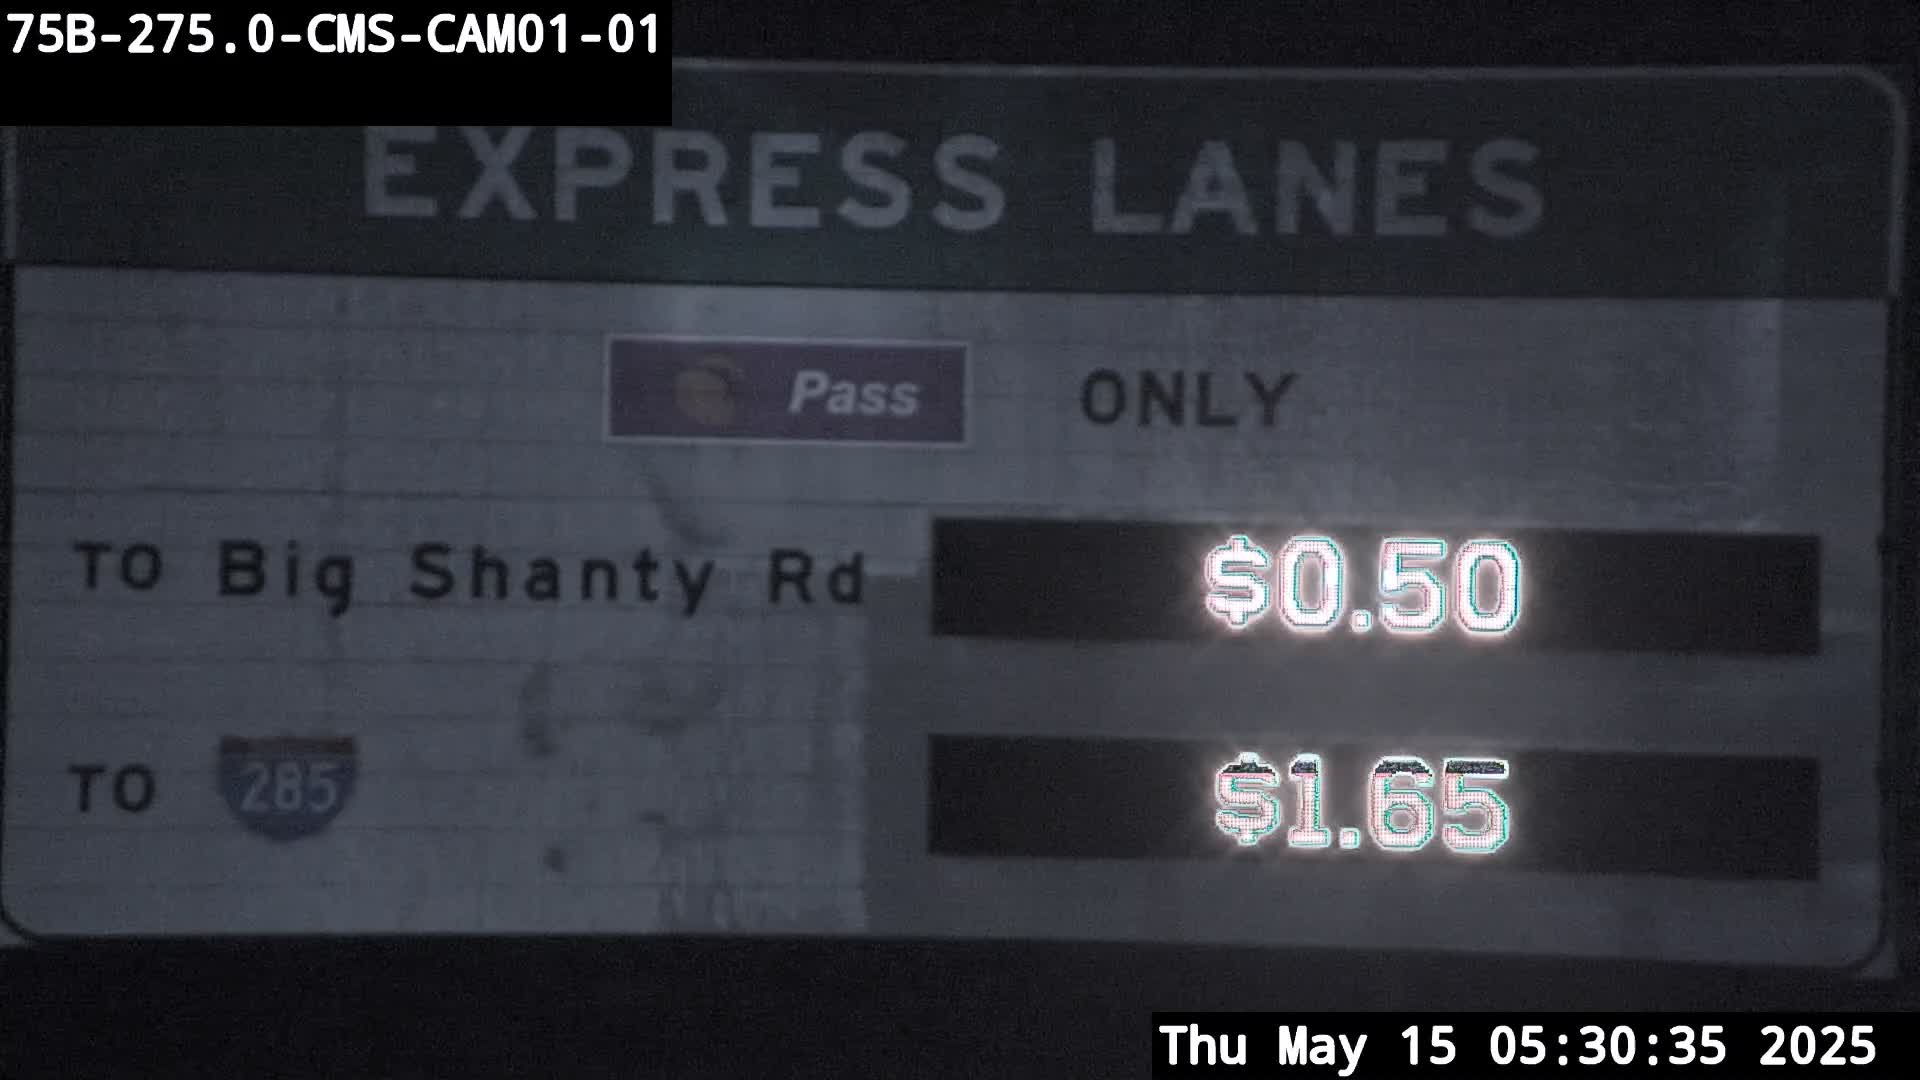 75B-275.0-CMS-CAM01-01
EXPRESS LANES
Pass ONLY
TO Big Shanty Rd $0.50
TO 285 $1.65
Thu May 15 05:30:35 2025